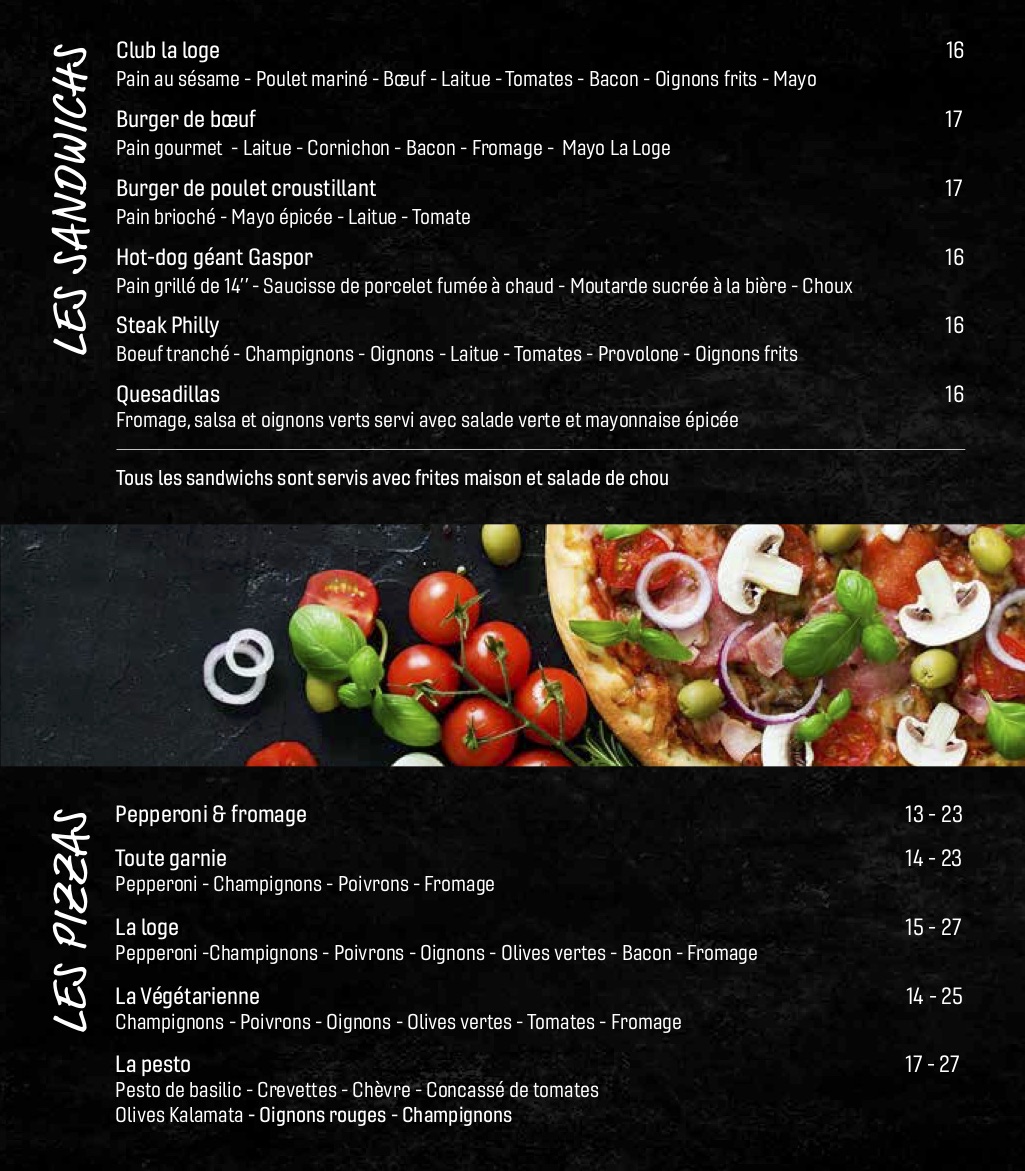 LES SANDWICHS
Club la loge 16
Pain au sésame - Poulet mariné - Bœuf - Laitue - Tomates - Bacon - Oignons frits - Mayo
Burger de bœuf 17
Pain gourmet - Laitue - Cornichon - Bacon - Fromage - Mayo La Loge
Burger de poulet croustillant 17
Pain brioché - Mayo épicée - Laitue - Tomate
Hot-dog géant Gaspor 16
Pain grillé de 14’’ - Saucisse de porcelet fumée à chaud - Moutarde sucrée à la bière - Choux
Steak Philly 16
Boeuf tranché - Champignons - Oignons - Laitue - Tomates - Provolone - Oignons frits
Quesadillas 16
Fromage, salsa et oignons verts servi avec salade verte et mayonnaise épicée
Tous les sandwichs sont servis avec frites maison et salade de chou
LES PIZZAS
Pepperoni & fromage 13 - 23
Toute garnie 14 - 23
Pepperoni - Champignons - Poivrons - Fromage
La loge 15 - 27
Pepperoni -Champignons - Poivrons - Oignons - Olives vertes - Bacon - Fromage
La Végétarienne 14 - 25
Champignons - Poivrons - Oignons - Olives vertes - Tomates - Fromage
La pesto 17 - 27
Pesto de basilic - Crevettes - Chèvre - Concassé de tomates
Olives Kalamata - Oignons rouges - Champignons